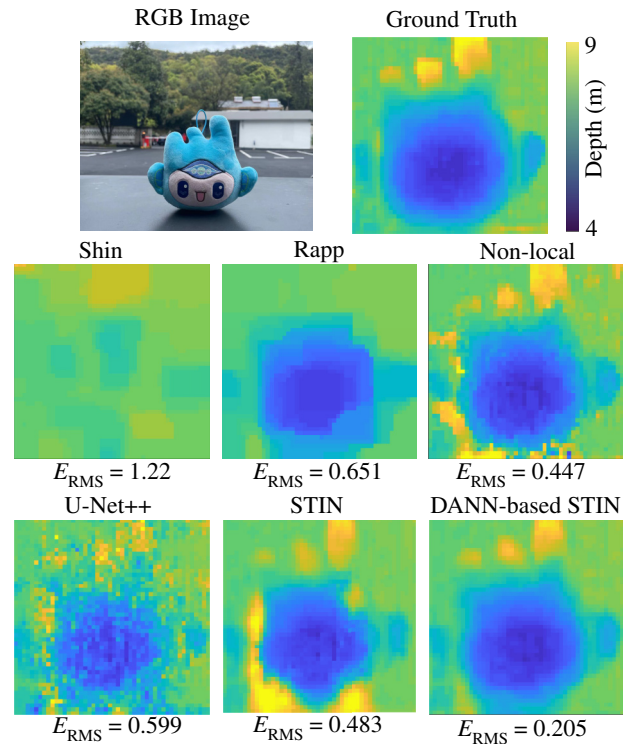 RGB Image
Ground Truth
9
Depth (m)
4
Shin
Rapp
Non-local
E_RMS = 1.22
E_RMS = 0.651
E_RMS = 0.447
U-Net++
STIN
DANN-based STIN
E_RMS = 0.599
E_RMS = 0.483
E_RMS = 0.205